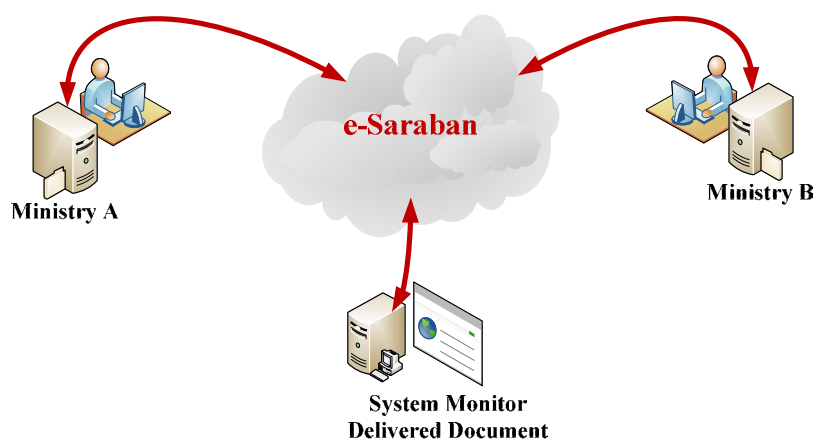 e-Saraban
Ministry A
Ministry B
System Monitor
Delivered Document